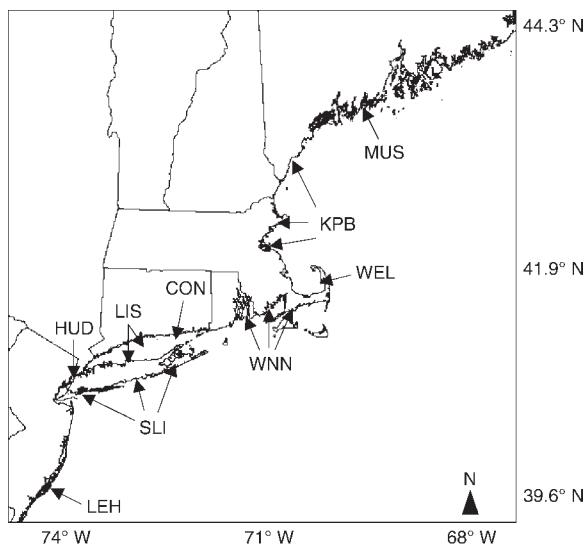 44.3° N
MUS
KPB
41.9° N
WEL
CON
LIS
HUD
WNN
SLI
N
39.6° N
LEH
74° W
71° W
68° W